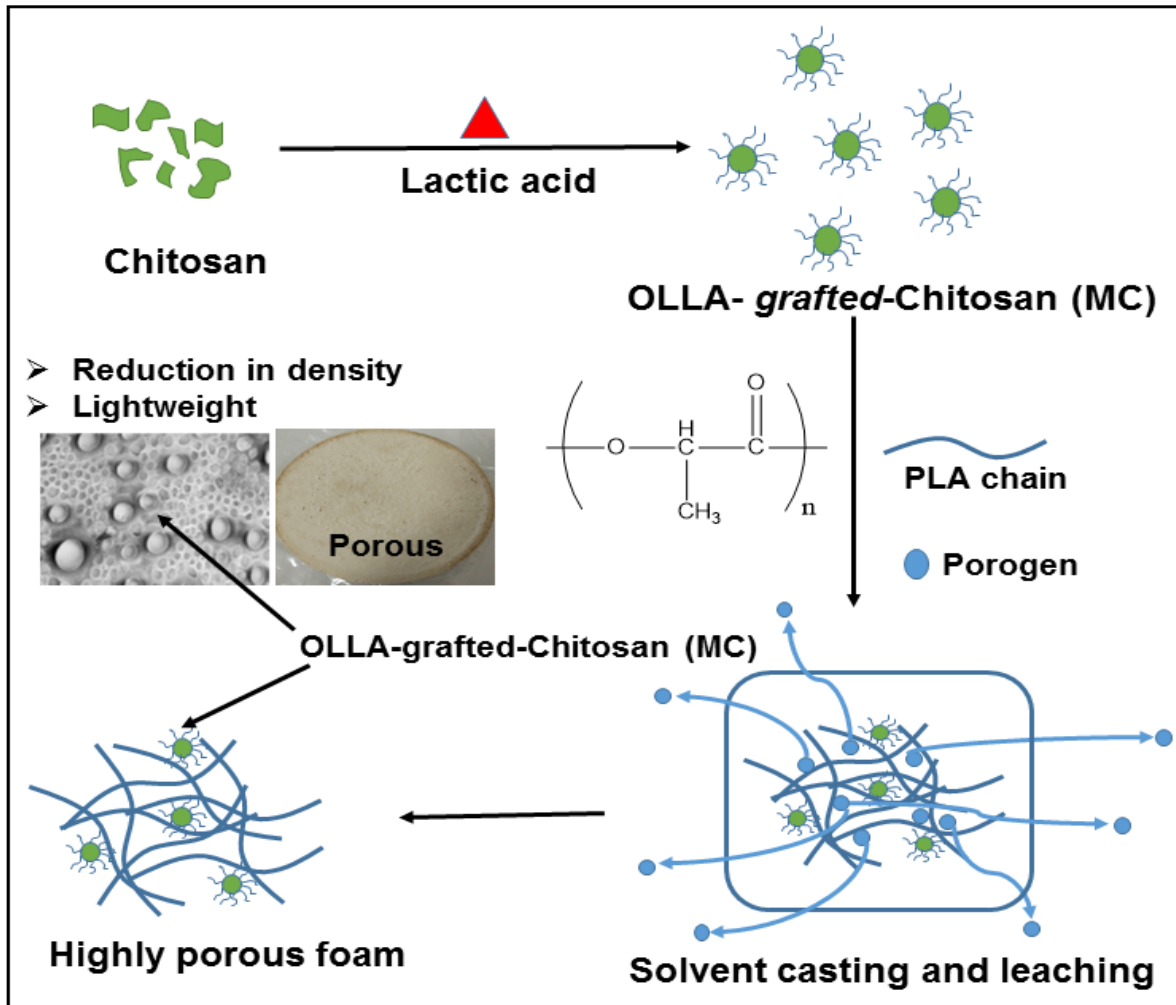 Lactic acid
Chitosan
OLLA- grafted-Chitosan (MC)
➢ Reduction in density
➢ Lightweight
Porous
O
H
O
C
C
CH₃
n
PLA chain
Porogen
OLLA-grafted-Chitosan (MC)
Highly porous foam
Solvent casting and leaching